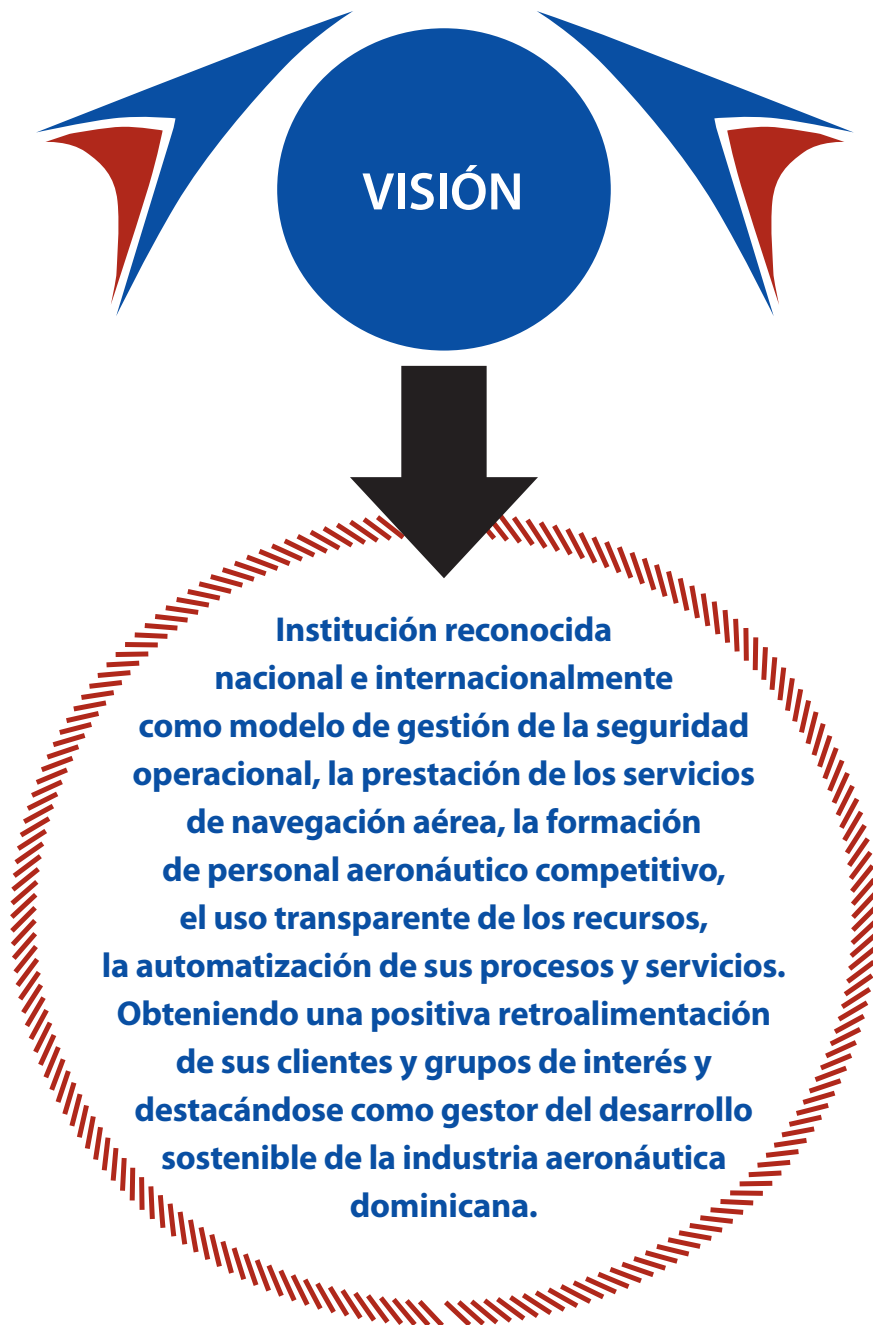 VISIÓN
Institución reconocida
nacional e internacionalmente
como modelo de gestión de la seguridad
operacional, la prestación de los servicios
de navegación aérea, la formación
de personal aeronáutico competitivo,
el uso transparente de los recursos,
la automatización de sus procesos y servicios.
Obteniendo una positiva retroalimentación
de sus clientes y grupos de interés y
destacándose como gestor del desarrollo
sostenible de la industria aeronáutica
dominicana.